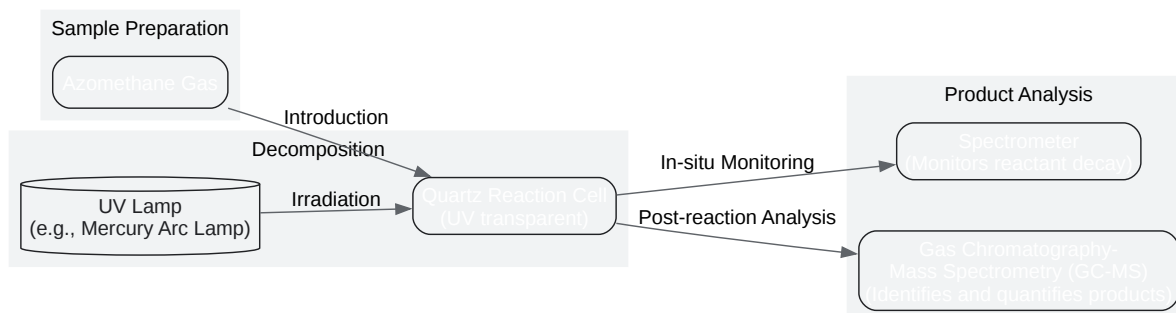 Sample Preparation
Azomethane Gas
Introduction
Decomposition
UV Lamp
(e.g., Mercury Arc Lamp)
Irradiation
Quartz Reaction Cell
(UV transparent)
In-situ Monitoring
Post-reaction Analysis
Product Analysis
Spectrometer
(Monitors reactant decay)
Gas Chromatography-
Mass Spectrometry (GC-MS)
(Identifies and quantifies products)